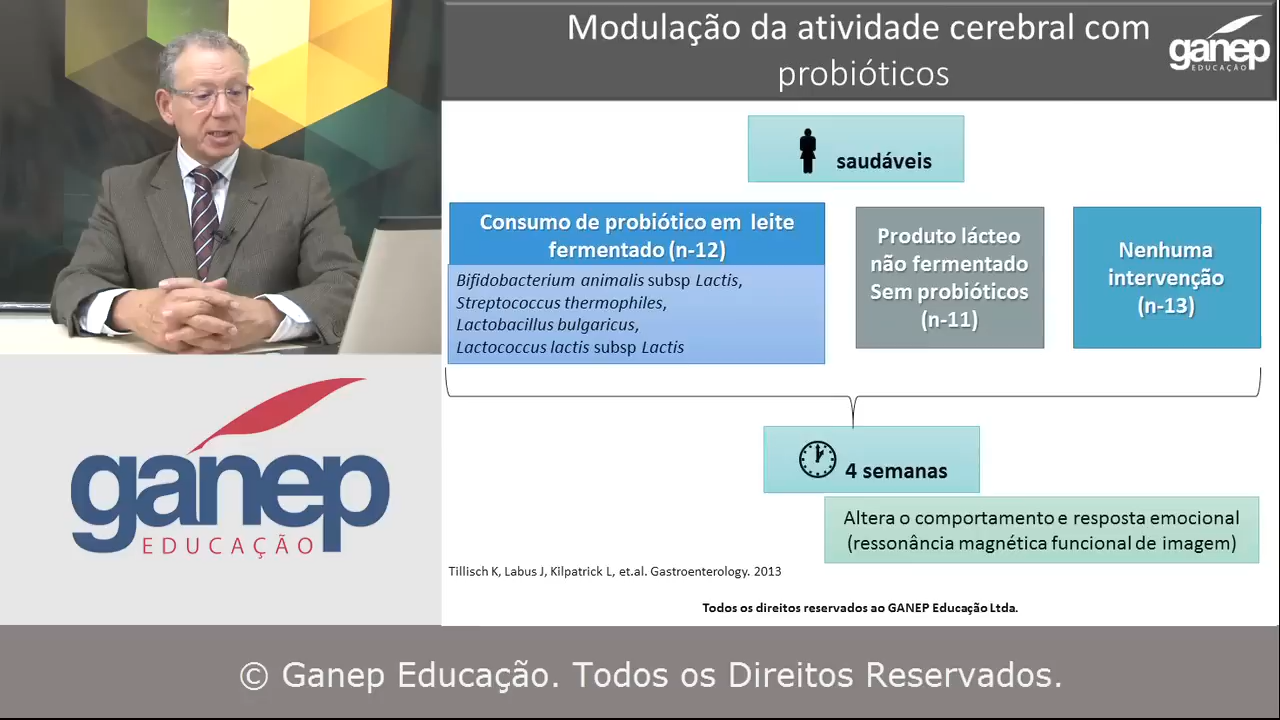 Modulação da atividade cerebral com
probióticos
ganep
EDUCAÇÃO
saudáveis
Consumo de probiótico em leite
fermentado (n-12)
Bifidobacterium animalis subsp Lactis,
Streptococcus thermophiles,
Lactobacillus bulgaricus,
Lactococcus lactis subsp Lactis
Produto lácteo
não fermentado
Sem probióticos
(n-11)
Nenhuma
intervenção
(n-13)
4 semanas
Altera o comportamento e resposta emocional
(ressonância magnética funcional de imagem)
Tillisch K, Labus J, Kilpatrick L, et.al. Gastroenterology. 2013
Todos os direitos reservados ao GANEP Educação Ltda.
ganep
EDUCAÇÃO
© Ganep Educação. Todos os Direitos Reservados.